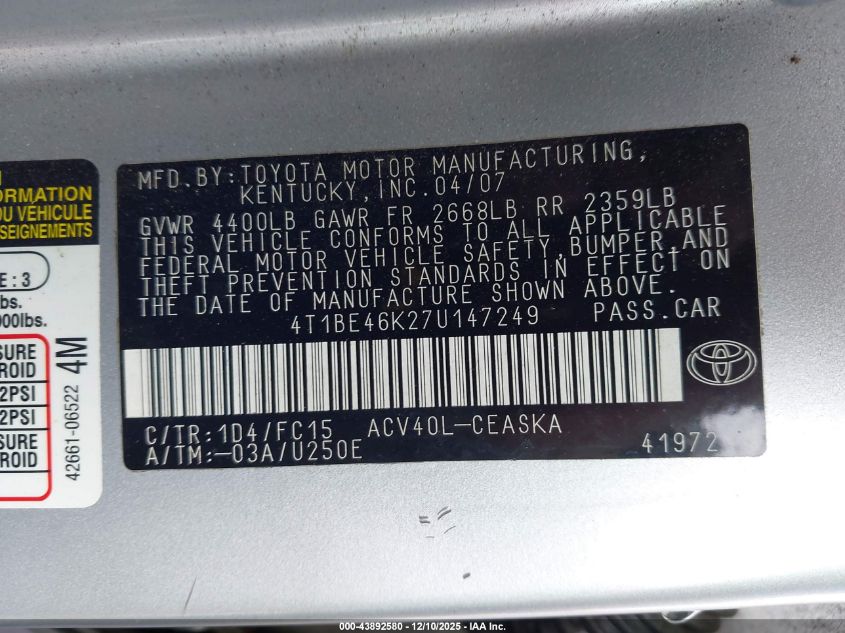 MFD.BY:TOYOTA MOTOR MANUFACTURING,
KENTUCKY,INC.04/07
GVWR 4400LB GAWR FR 2668LB RR 2359LB
THIS VEHICLE CONFORMS TO ALL APPLICABLE
FEDERAL MOTOR VEHICLE SAFETY,BUMPER,AND
THEFT PREVENTION STANDARDS IN EFFECT ON
THE DATE OF MANUFACTURE SHOWN ABOVE.
4T1BE46K27U147249 PASS.CAR
C/TR:1D4/FC15 ACV40L-CEASKA
A/TM:-03A/U250E 41972
ORMATION
DU VÉHICULE
SEIGNEMENTS
E : 3
lbs.
000lbs.
SURE
ROID
2PSI
2PSI
SURE
ROID
42661-06522 4M
000-43892580 - 12/10/2025 - IAA Inc.